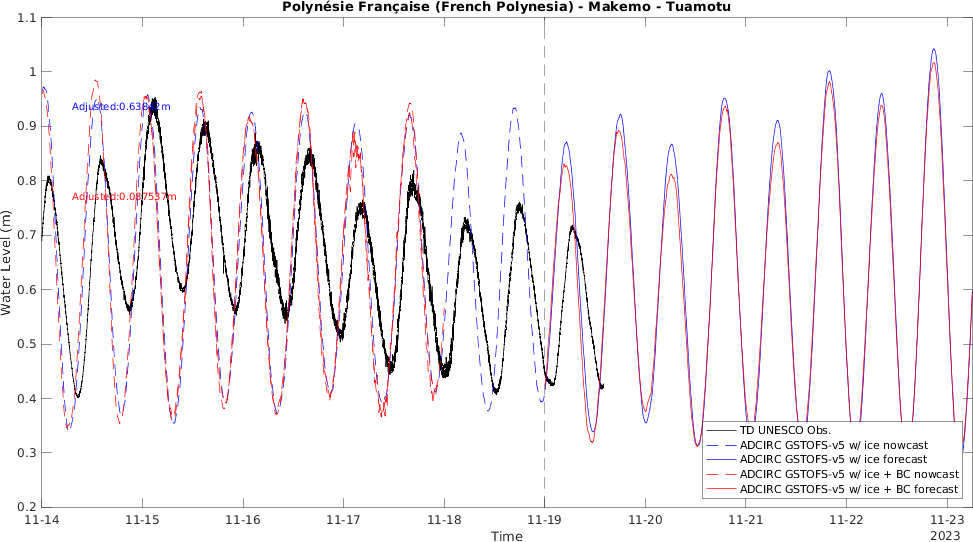 Polynésie Française (French Polynesia) - Makemo - Tuamotu
1.1
1
0.9
0.8
0.7
0.6
0.5
0.4
0.3
0.2
Water Level (m)
Adjusted:0.087537m
TD UNESCO Obs.
ADCIRC GSTOFS-v5 w/ ice nowcast
ADCIRC GSTOFS-v5 w/ ice forecast
ADCIRC GSTOFS-v5 w/ ice + BC nowcast
ADCIRC GSTOFS-v5 w/ ice + BC forecast
11-14 11-15 11-16 11-17 11-18 11-19 11-20 11-21 11-22 11-23
Time 2023